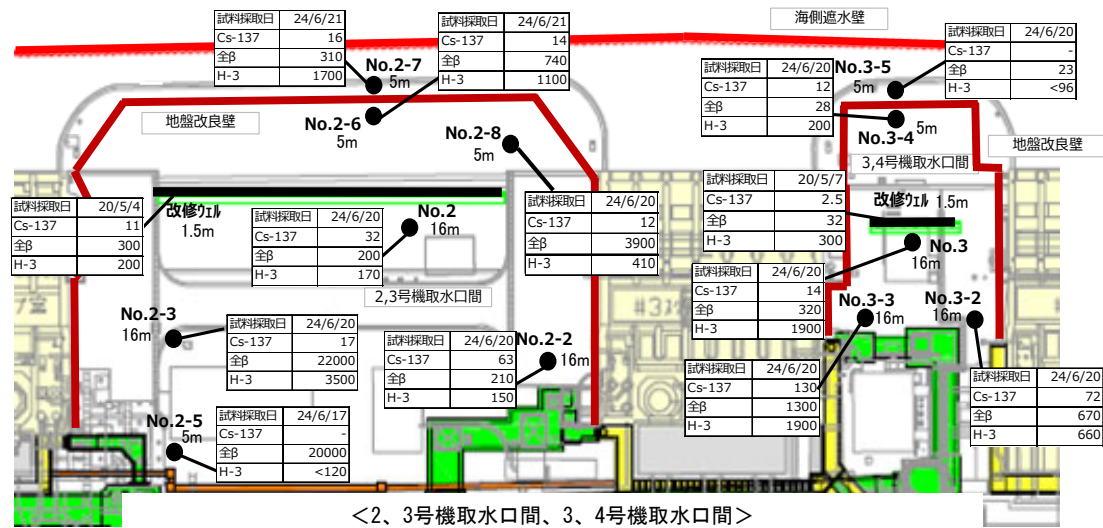 試料採取日 24/6/21
Cs-137 16
全β 310
H-3 1700
試料採取日 24/6/21
Cs-137 14
全β 740
H-3 1100
海側遮水壁
試料採取日 24/6/20
Cs-137 -
全β 23
H-3 <96
No.2-7
5m
No.3-5
5m
試料採取日 24/6/20
Cs-137 12
全β 28
H-3 200
地盤改良壁
No.2-6
5m
No.2-8
5m
5m
No.3-4
地盤改良壁
3,4号機取水口間
試料採取日 20/5/4
Cs-137 11
全β 300
H-3 200
改修ウェル
1.5m
試料採取日 24/6/20
Cs-137 32
全β 200
H-3 170
No.2
16m
試料採取日 24/6/20
Cs-137 12
全β 3900
H-3 410
試料採取日 20/5/7
Cs-137 2.5
全β 32
H-3 300
改修ウェル 1.5m
No.3
16m
2,3号機取水口間
試料採取日 24/6/20
Cs-137 14
全β 320
H-3 1900
No.2-3
16m
試料採取日 24/6/20
Cs-137 17
全β 22000
H-3 3500
試料採取日 24/6/20
Cs-137 63
全β 210
H-3 150
No.2-2
16m
No.3-3
16m
No.3-2
16m
試料採取日 24/6/20
Cs-137 130
全β 1300
H-3 1900
試料採取日 24/6/20
Cs-137 72
全β 670
H-3 660
No.2-5
5m
試料採取日 24/6/17
Cs-137 -
全β 20000
H-3 <120
<2、3号機取水口間、3、4号機取水口間>